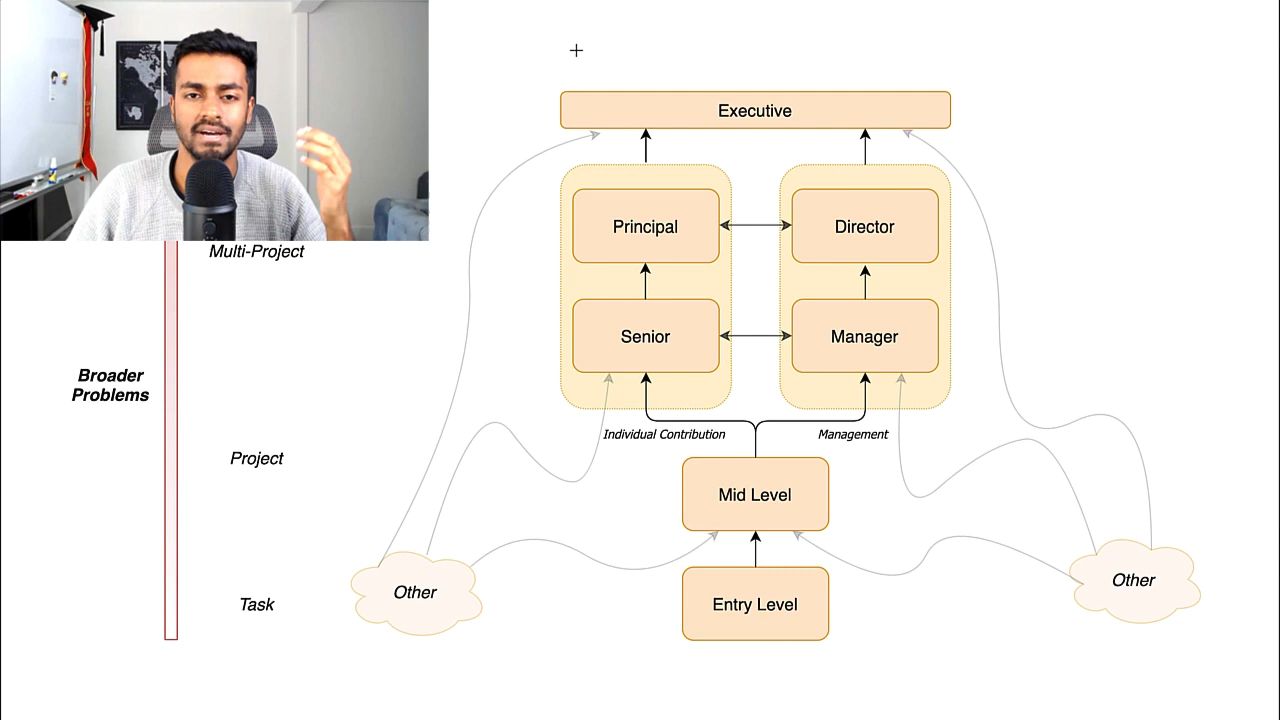 Executive
Principal
Director
Multi-Project
Senior
Manager
Broader
Problems
Individual Contribution
Management
Project
Mid Level
Other
Other
Task
Entry Level